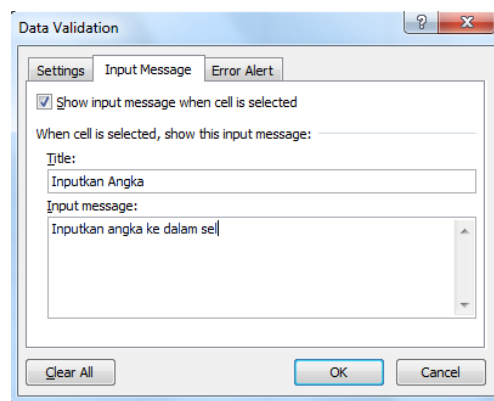 Data Validation
Settings Input Message Error Alert
Show input message when cell is selected
When cell is selected, show this input message:
Title:
Inputkan Angka
Input message:
Inputkan angka ke dalam sel
Clear All OK Cancel